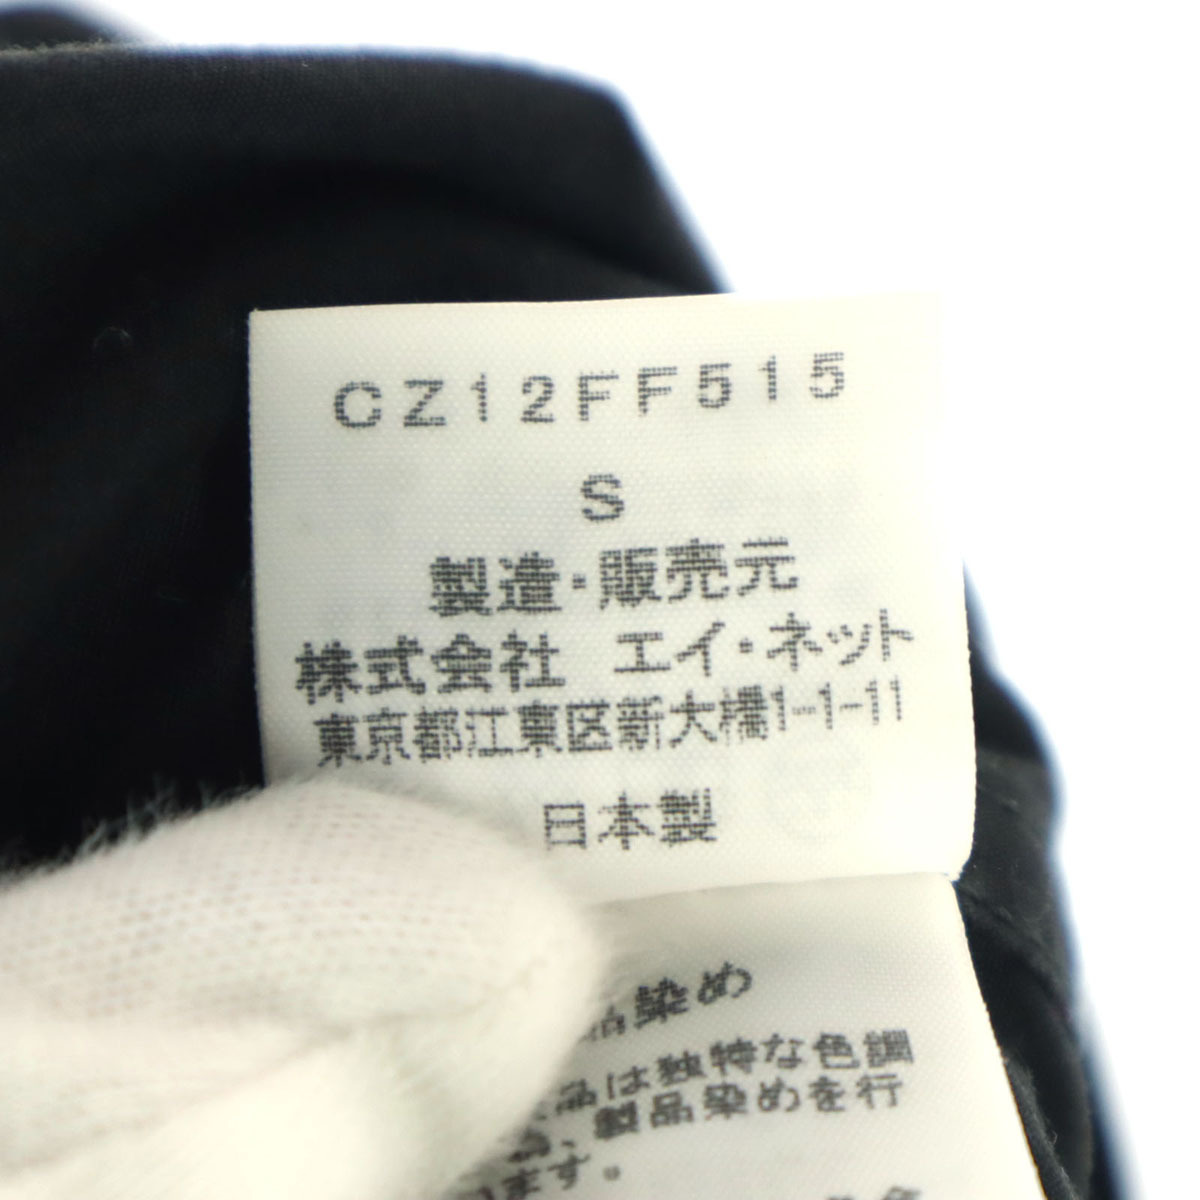 CZ12FF515
S
製造・販売元
株式会社 エイ・ネット
東京都江東区新大橋1-1-11
日本製
品染め
品は独特な色調
、製品染めを行
ます。